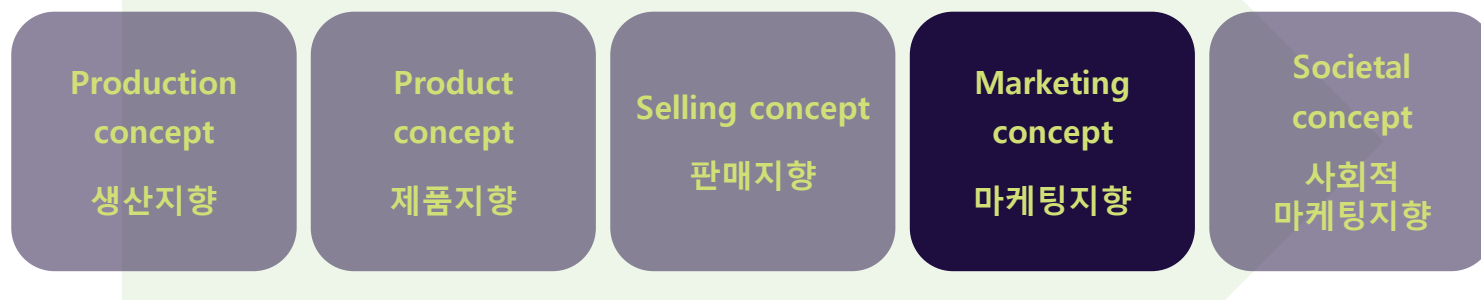 Production
concept
생산지향
Product
concept
제품지향
Selling concept
판매지향
Marketing
concept
마케팅지향
Societal
concept
사회적
마케팅지향